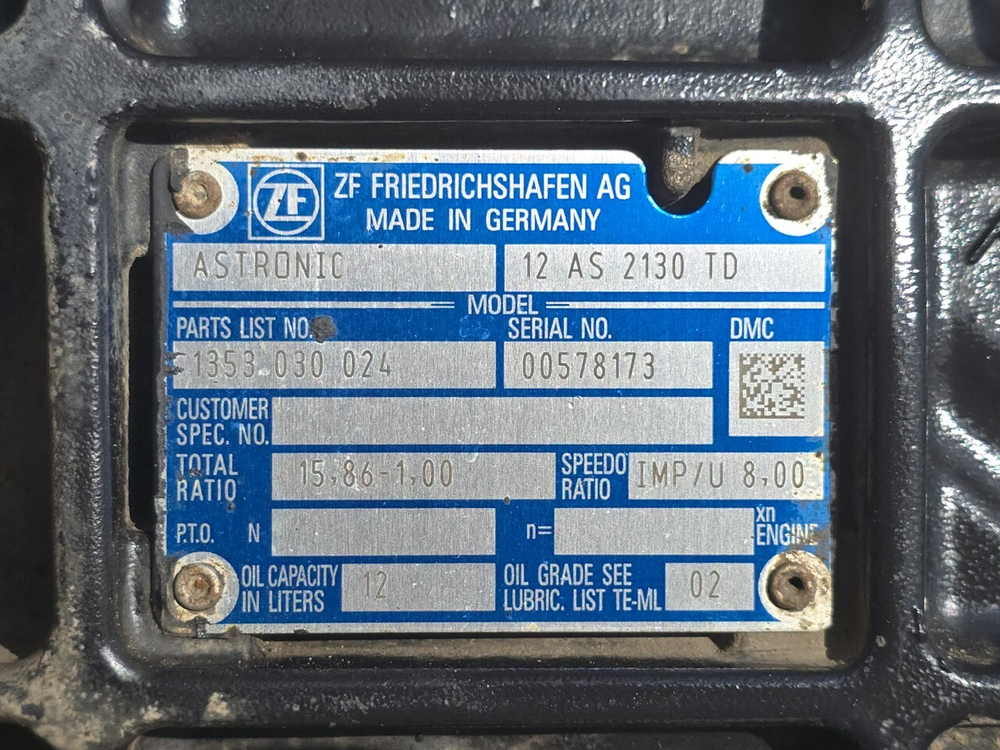 ZF
ZF FRIEDRICHSHAFEN AG
MADE IN GERMANY
ASTRONIC 12 AS 2130 TD
MODEL
PARTS LIST NO. SERIAL NO. DMC
1353 030 024 00578173
CUSTOMER
SPEC. NO.
TOTAL
RATIO 15,86-1,00
SPEEDO
RATIO IMP/U 8,00
P.T.O. N n= xn
ENGINE
OIL CAPACITY
IN LITERS 12
OIL GRADE SEE
LUBRIC. LIST TE-ML 02